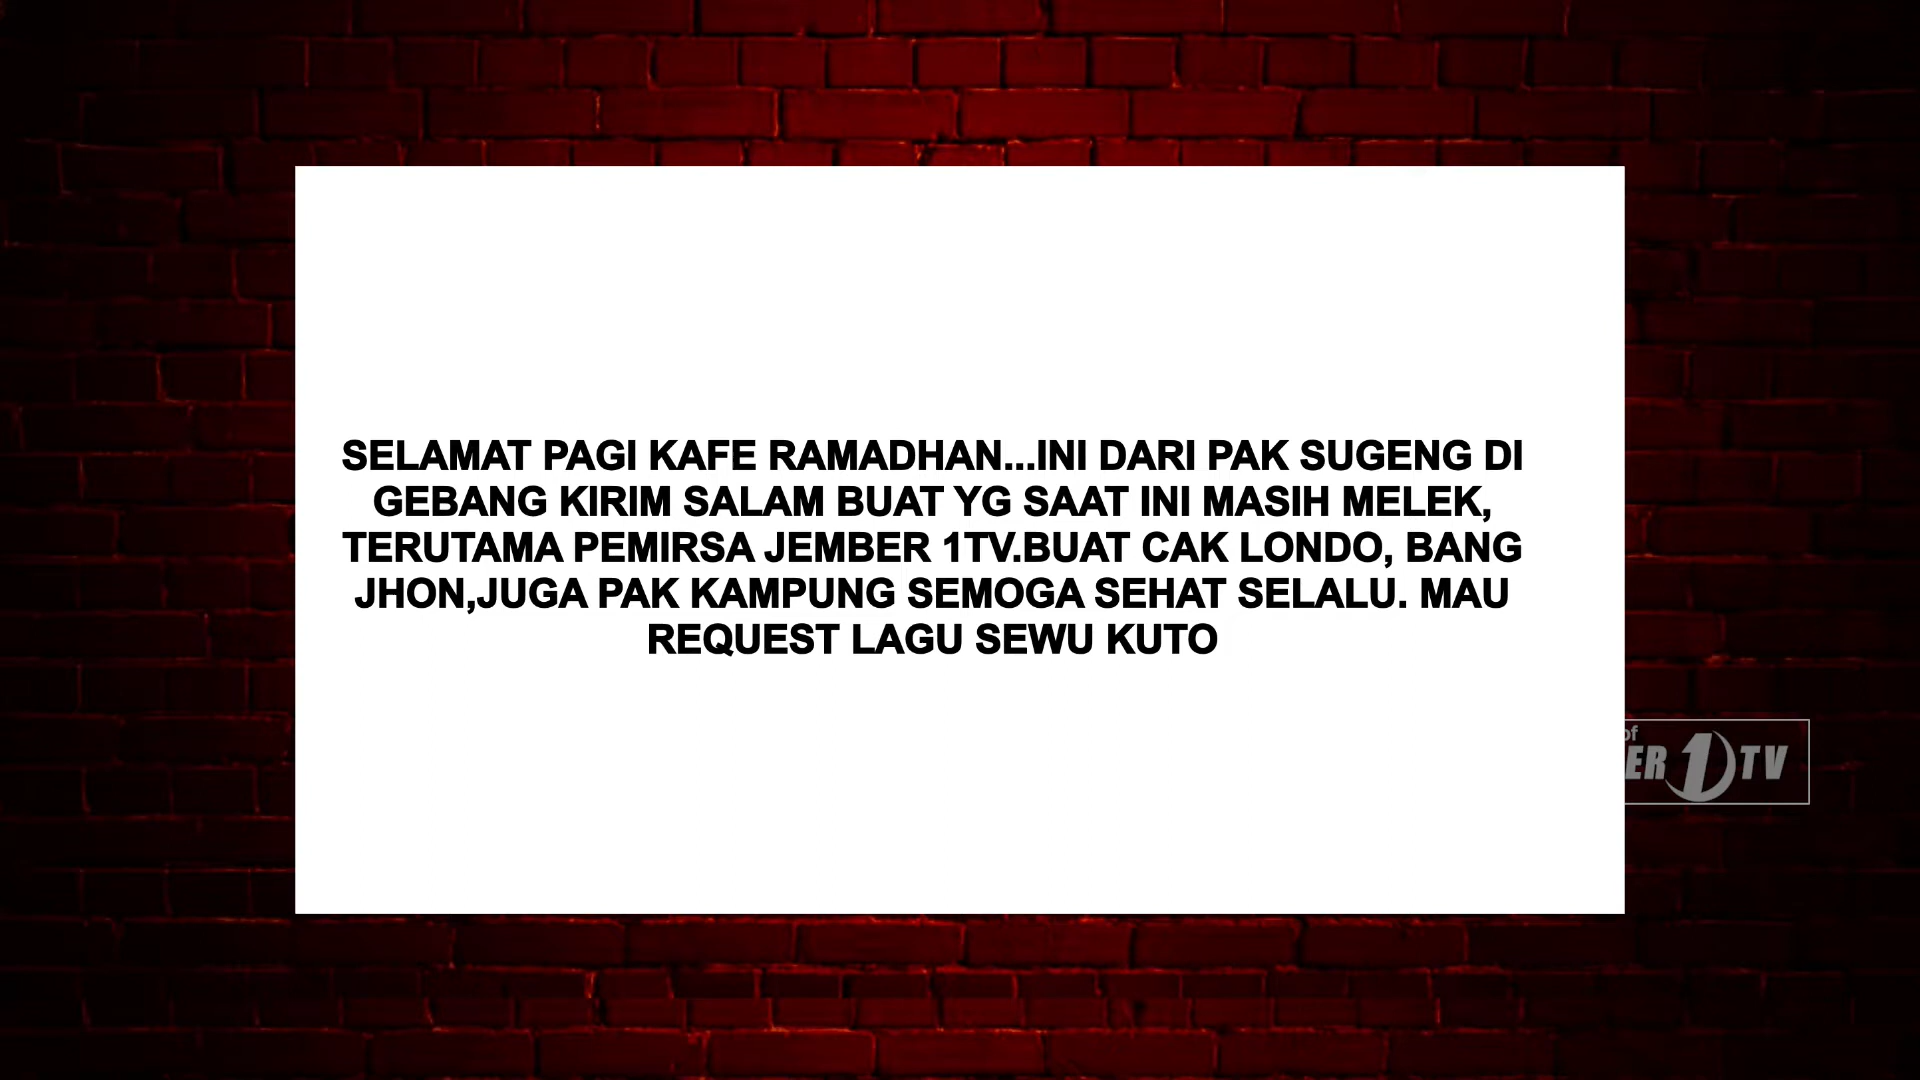 SELAMAT PAGI KAFE RAMADHAN...INI DARI PAK SUGENG DI
GEBANG KIRIM SALAM BUAT YG SAAT INI MASIH MELEK,
TERUTAMA PEMIRSA JEMBER 1TV.BUAT CAK LONDO, BANG
JHON,JUGA PAK KAMPUNG SEMOGA SEHAT SELALU. MAU
REQUEST LAGU SEWU KUTO
of
ER 1 TV